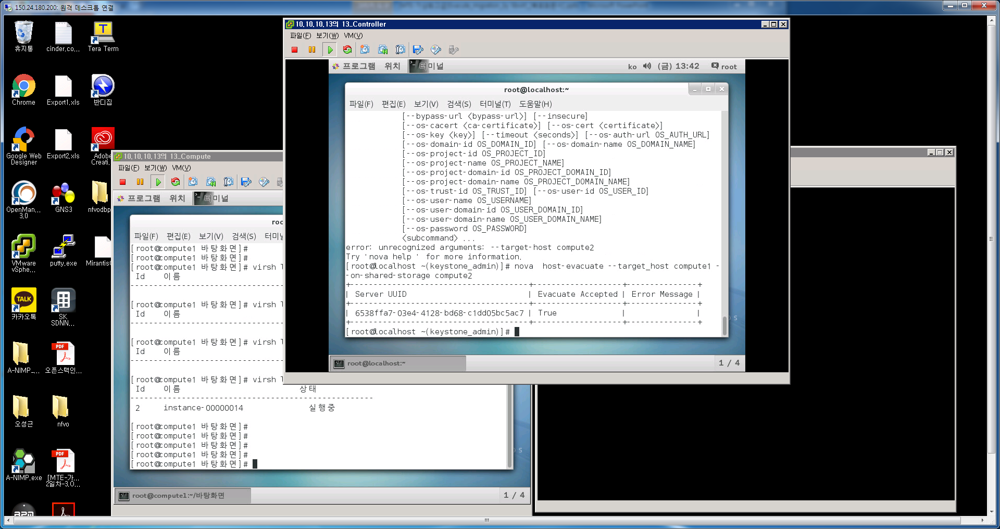 150.24.180.200: 원격 데스크톱 연결
휴지통
cinder.co...
Tera Term
Chrome
Export1.xls
반디집
Google Web Designer
Export2.xls
Adobe Creati...
OpenMan... 3.0
GNS3
nfvodbp
VMware vSphe...
putty.exe
Mirantis
카카오톡
SK SDNN...
A-NIMP_...
오픈스택인...
오성근
nfvo
A-NIMP.exe
[MTE-가... 2일차-3.0...
10.10.10.13의 13_Controller
파일(F) 보기(W) VM(V)
프로그램 위치 터미널 ko (금) 13:42 root
root@localhost:~
파일(F) 편집(E) 보기(V) 검색(S) 터미널(T) 도움말(H)
[--bypass-url <bypass-url>] [--insecure]
[--os-cacert <ca-certificate>] [--os-cert <certificate>]
[--os-key <key>] [--timeout <seconds>] [--os-auth-url OS_AUTH_URL]
[--os-domain-id OS_DOMAIN_ID] [--os-domain-name OS_DOMAIN_NAME]
[--os-project-id OS_PROJECT_ID]
[--os-project-name OS_PROJECT_NAME]
[--os-project-domain-id OS_PROJECT_DOMAIN_ID]
[--os-project-domain-name OS_PROJECT_DOMAIN_NAME]
[--os-trust-id OS_TRUST_ID] [--os-user-id OS_USER_ID]
[--os-user-name OS_USERNAME]
[--os-user-domain-id OS_USER_DOMAIN_ID]
[--os-user-domain-name OS_USER_DOMAIN_NAME]
[--os-password OS_PASSWORD]
<subcommand> ...
error: unrecognized arguments: --target-host compute2
Try 'nova help ' for more information.
[root@localhost ~(keystone_admin)]# nova  host-evacuate --target_host compute1 -
-on-shared-storage compute2
+--------------------------------------+-------------------+---------------+
| Server UUID | Evacuate Accepted | Error Message |
+--------------------------------------+-------------------+---------------+
| 6538ffa7-03e4-4128-bd68-c1dd05bc5ac7 | True | |
+--------------------------------------+-------------------+---------------+
[root@localhost ~(keystone_admin)]#
root@localhost:~ 1 / 4
10.10.10.13의 13_Compute
파일(F) 보기(W) VM(V)
프로그램 위치 터미널
roo
파일(F) 편집(E) 보기(V) 검색(S) 터미널
[root@compute1 바탕화면]#
[root@compute1 바탕화면]#
[root@compute1 바탕화면]# virsh l
Id 이름
----------------------------------------------------
[root@compute1 바탕화면]# virsh l
Id 이름
----------------------------------------------------
[root@compute1 바탕화면]# virsh l
Id 이름
----------------------------------------------------
[root@compute1 바탕화면]# virsh l
Id 이름 상태
----------------------------------------------------
2 instance-00000014 실행중
[root@compute1 바탕화면]#
[root@compute1 바탕화면]#
[root@compute1 바탕화면]#
[root@compute1 바탕화면]#
[root@compute1 바탕화면]#
root@compute1:~/바탕화면 1 / 4